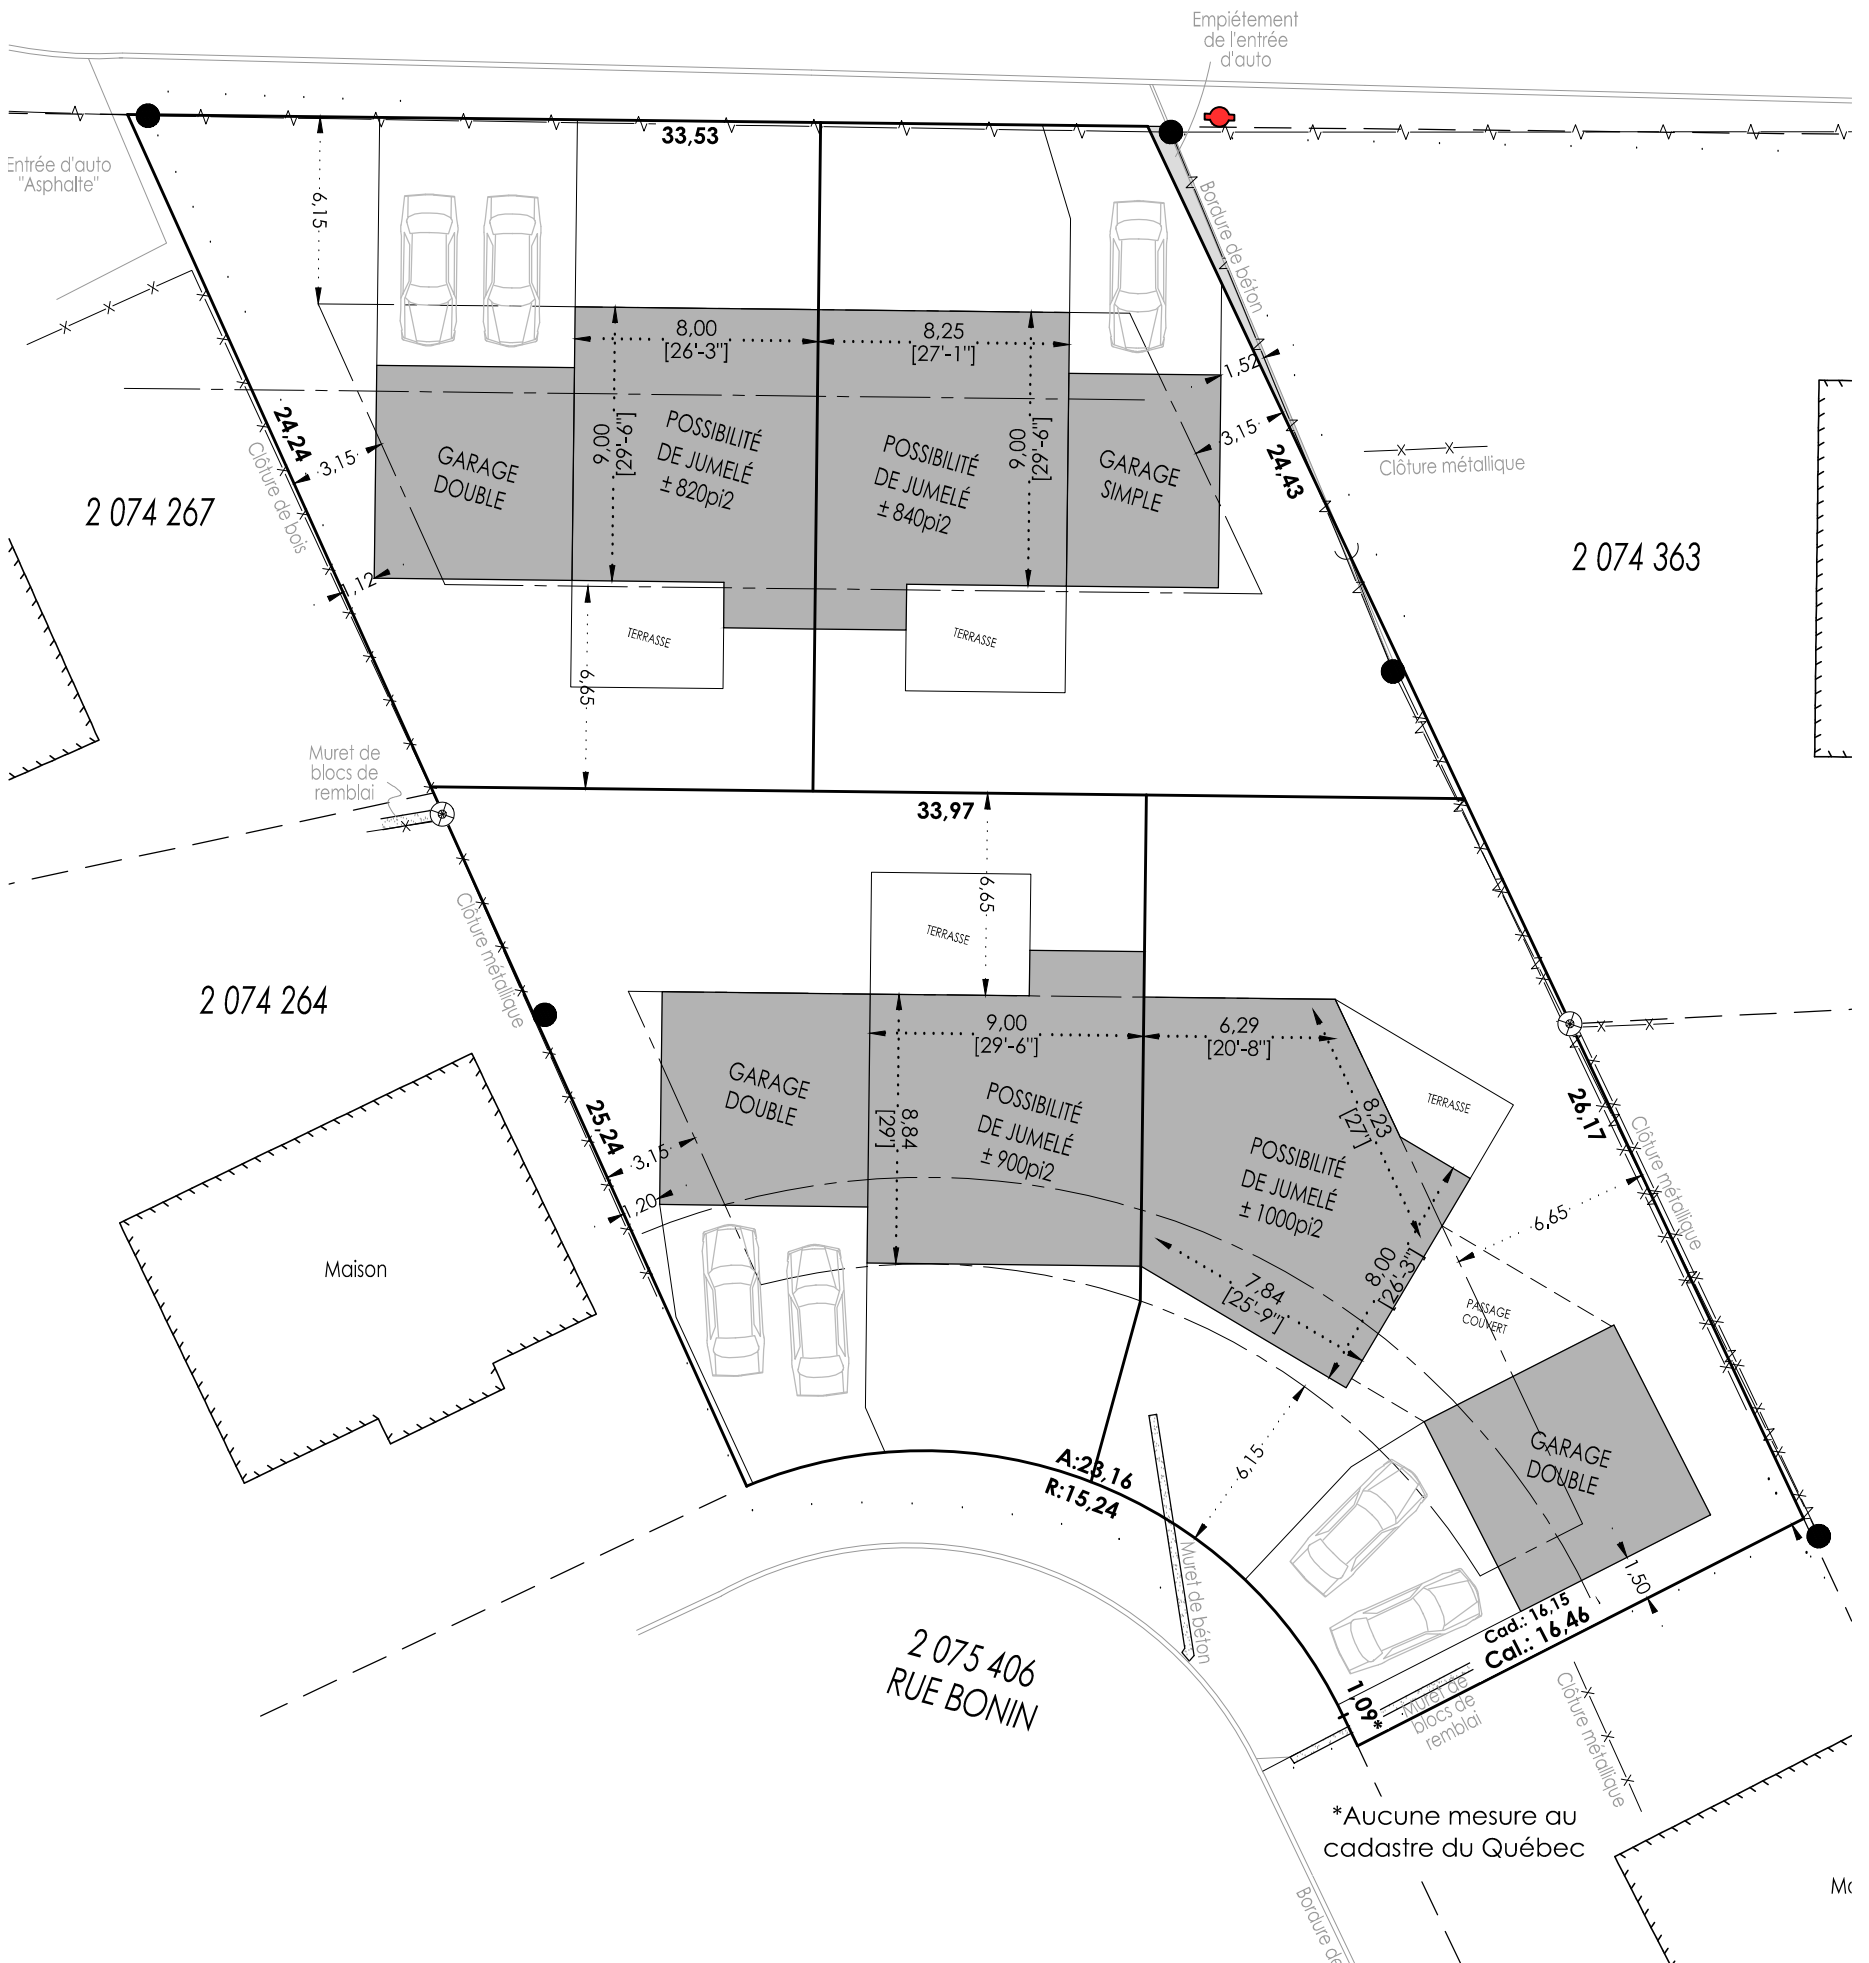 Empiétement
de l'entrée
d'auto
33,53
Entrée d'auto
"Asphalte"
6,15
Bordure de béton
8,00
[26'-3"]
8,25
[27'-1"]
1,52
9,00
[29'-6"]
9,00
[29'-6"]
POSSIBILITÉ
DE JUMELÉ
± 820pi2
POSSIBILITÉ
DE JUMELÉ
± 840pi2
GARAGE
DOUBLE
GARAGE
SIMPLE
24,24
3,15
3,15
24,43
Clôture de bois
Clôture métallique
2 074 267
2 074 363
1,12
TERRASSE
TERRASSE
6,65
Muret de
blocs de
remblai
33,97
6,65
Clôture métallique
TERRASSE
2 074 264
9,00
[29'-6"]
6,29
[20'-8"]
GARAGE
DOUBLE
8,84
[29']
POSSIBILITÉ
DE JUMELÉ
± 900pi2
8,23
[27']
TERRASSE
26,17
Clôture métallique
25,24
3,15
1,20
POSSIBILITÉ
DE JUMELÉ
± 1000pi2
6,65
Maison
8,00
[26'-3"]
7,84
[25'-9"]
PASSAGE
COUVERT
6,15
GARAGE
DOUBLE
A:23,16
R:15,24
Muret de béton
1,50
Cad.: 16,15
Cal.: 16,46
2 075 406
RUE BONIN
1,09*
Muret de
blocs de
remblai
Clôture métallique
*Aucune mesure au
cadastre du Québec
Bordure de